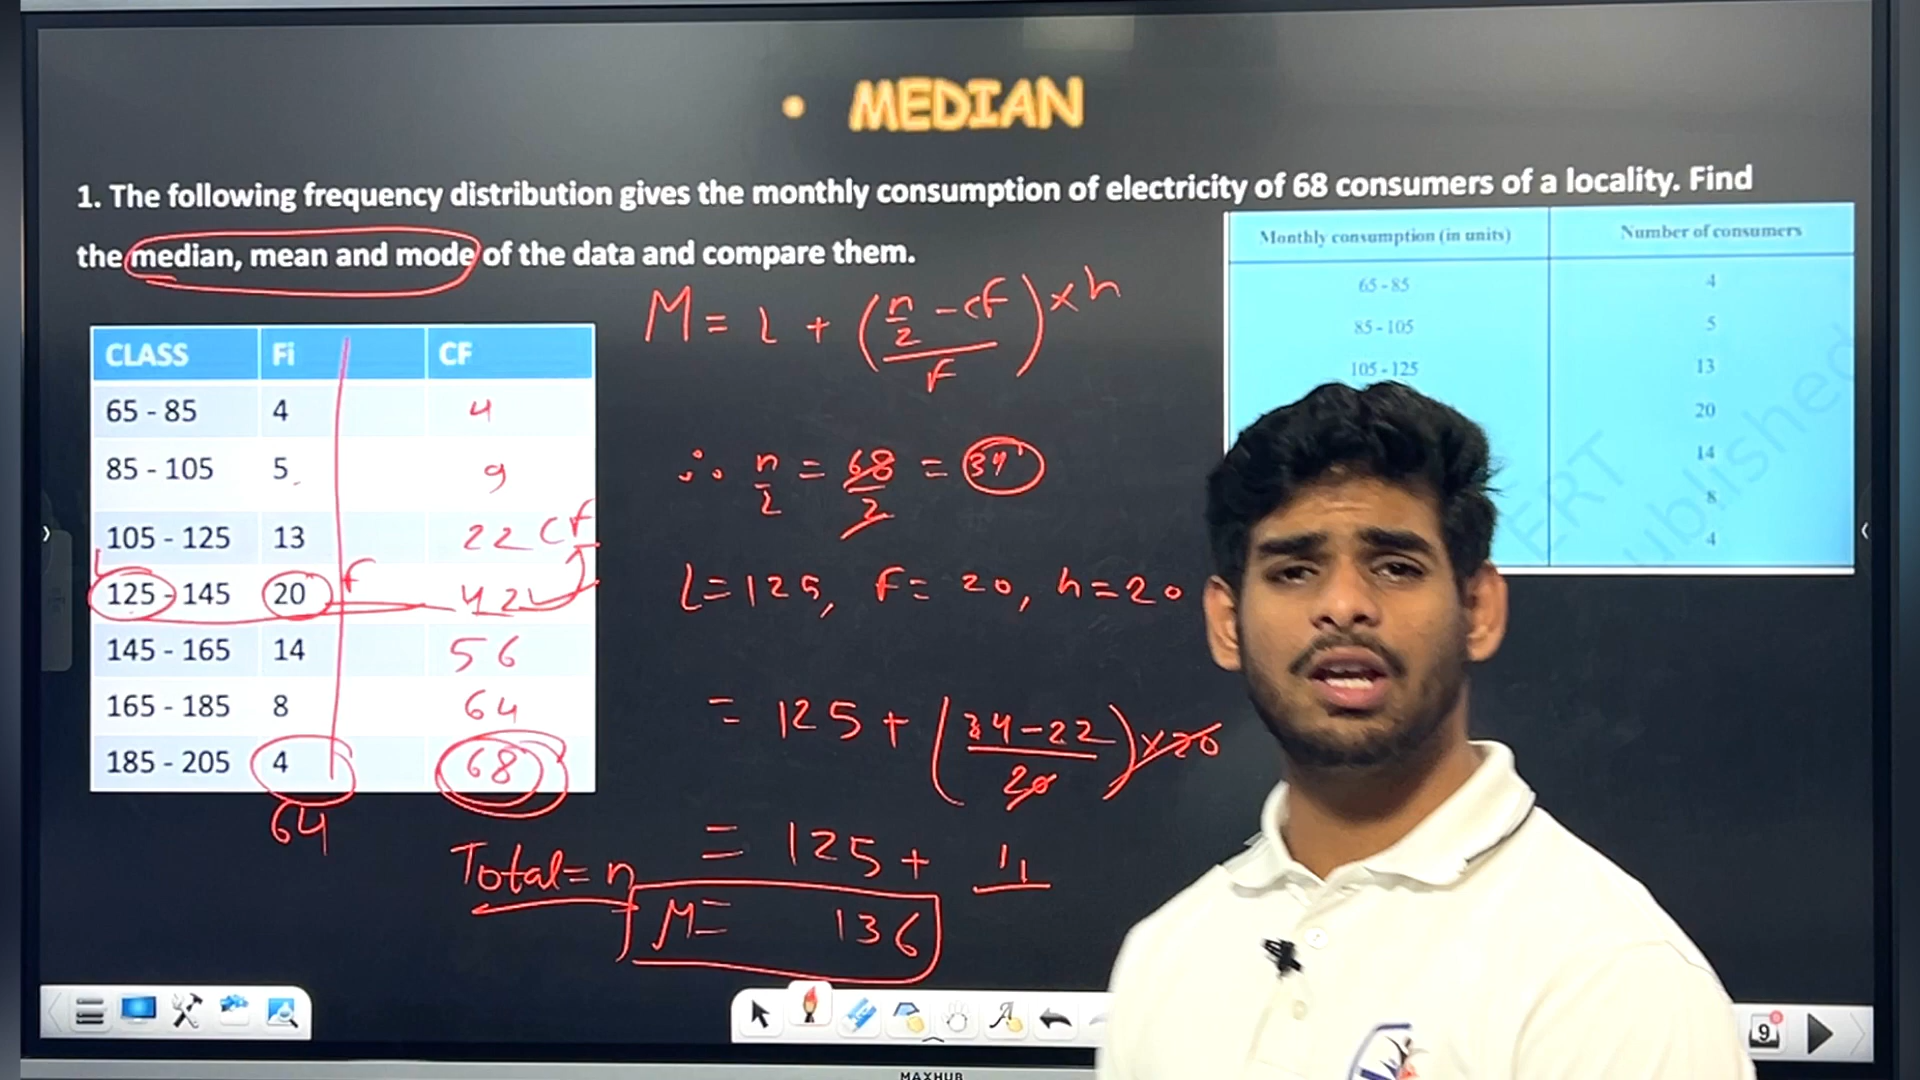 • MEDIAN
1. The following frequency distribution gives the monthly consumption of electricity of 68 consumers of a locality. Find
the median, mean and mode of the data and compare them.
Monthly consumption (in units) Number of consumers
65 - 85 4
85 - 105 5
105 - 125 13
20
14
8
4
ERT
ublished
CLASS Fi CF
65 - 85 4 4
85 - 105 5 9
105 - 125 13 22 CF
125 - 145 20 f 42
145 - 165 14 56
165 - 185 8 64
185 - 205 4 68
64
Total = n
M = l + (n/2 - cf / f) × h
∴ n/2 = 68/2 = 34
l = 125, f = 20, h = 20
= 125 + (34 - 22 / 20) × 20
= 125 + 11
M = 136
9
MAXHUB